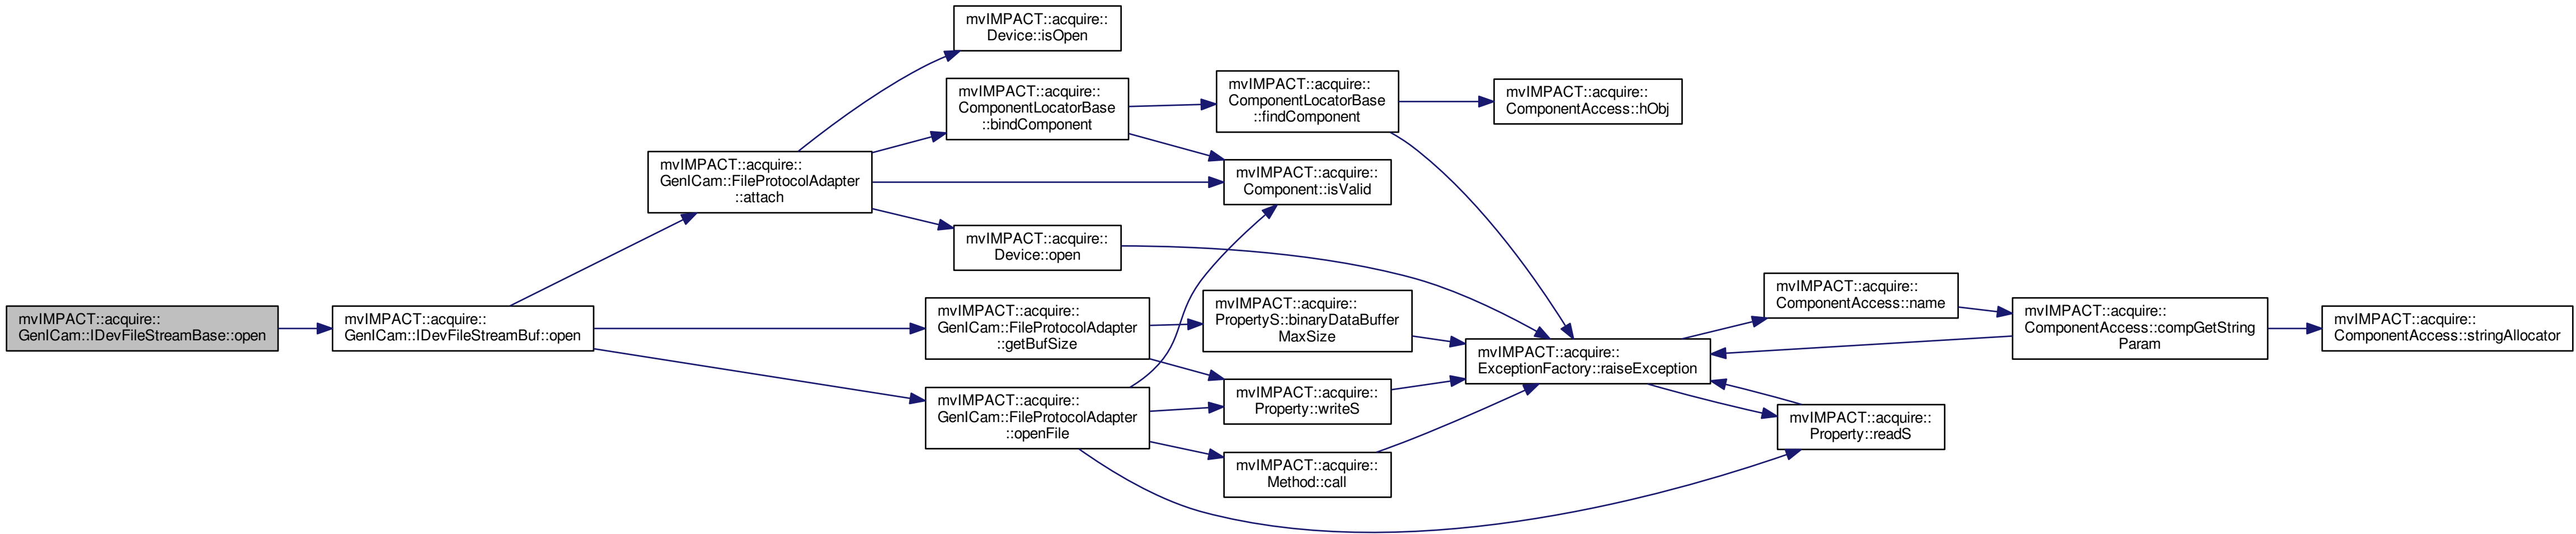 mvIMPACT::acquire::
GenICam::IDevFileStreamBase::open
mvIMPACT::acquire::
GenICam::IDevFileStreamBuf::open
mvIMPACT::acquire::
GenICam::FileProtocolAdapter
::attach
mvIMPACT::acquire::
Device::isOpen
mvIMPACT::acquire::
ComponentLocatorBase
::bindComponent
mvIMPACT::acquire::
Device::open
mvIMPACT::acquire::
GenICam::FileProtocolAdapter
::getBufSize
mvIMPACT::acquire::
GenICam::FileProtocolAdapter
::openFile
mvIMPACT::acquire::
ComponentLocatorBase
::findComponent
mvIMPACT::acquire::
Component::isValid
mvIMPACT::acquire::
PropertyS::binaryDataBuffer
MaxSize
mvIMPACT::acquire::
Property::writeS
mvIMPACT::acquire::
Method::call
mvIMPACT::acquire::
ComponentAccess::hObj
mvIMPACT::acquire::
ExceptionFactory::raiseException
mvIMPACT::acquire::
ComponentAccess::name
mvIMPACT::acquire::
Property::readS
mvIMPACT::acquire::
ComponentAccess::compGetString
Param
mvIMPACT::acquire::
ComponentAccess::stringAllocator